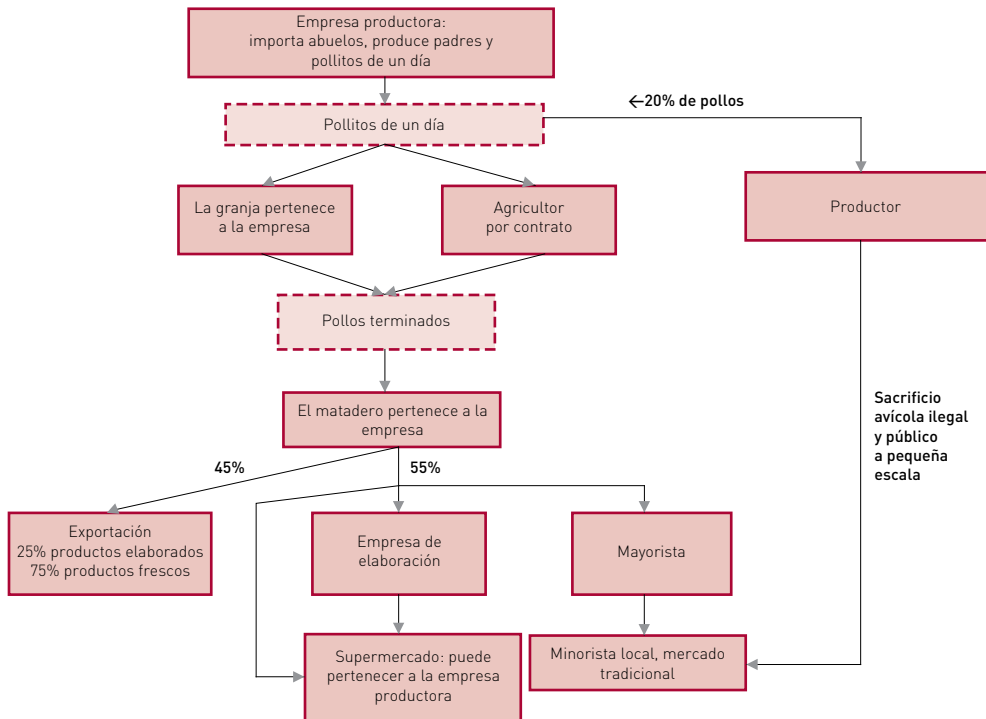 Empresa productora:
importa abuelos, produce padres y
pollitos de un día
←20% de pollos
Pollitos de un día
La granja pertenece
a la empresa
Agricultor
por contrato
Productor
Pollos terminados
El matadero pertenece a la
empresa
Sacrificio
avícola ilegal
y público
a pequeña
escala
45%
55%
Exportación
25% productos elaborados
75% productos frescos
Empresa de
elaboración
Mayorista
Supermercado: puede
pertenecer a la empresa
productora
Minorista local, mercado
tradicional